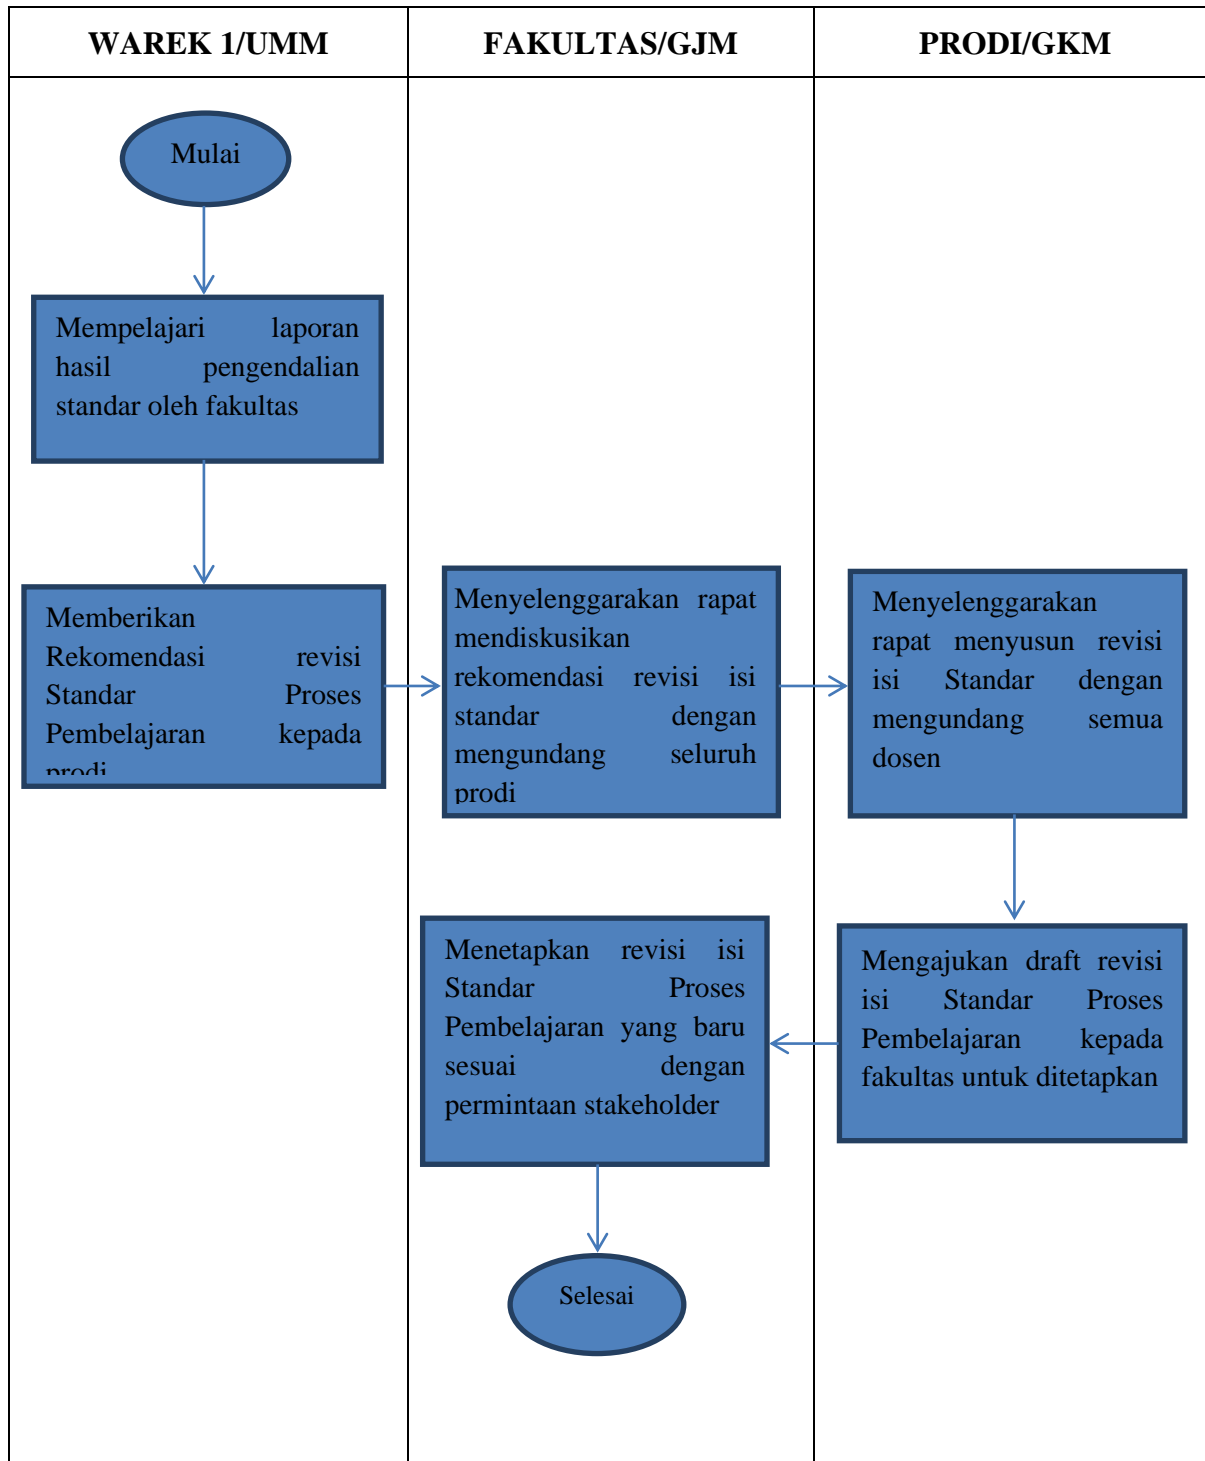 WAREK 1/UMM
FAKULTAS/GJM
PRODI/GKM
Mulai
Mempelajari laporan
hasil pengendalian
standar oleh fakultas
Memberikan
Rekomendasi revisi
Standar Proses
Pembelajaran kepada
prodi
Menyelenggarakan rapat
mendiskusikan
rekomendasi revisi isi
standar dengan
mengundang seluruh
prodi
Menyelenggarakan
rapat menyusun revisi
isi Standar dengan
mengundang semua
dosen
Mengajukan draft revisi
isi Standar Proses
Pembelajaran kepada
fakultas untuk ditetapkan
Menetapkan revisi isi
Standar Proses
Pembelajaran yang baru
sesuai dengan
permintaan stakeholder
Selesai